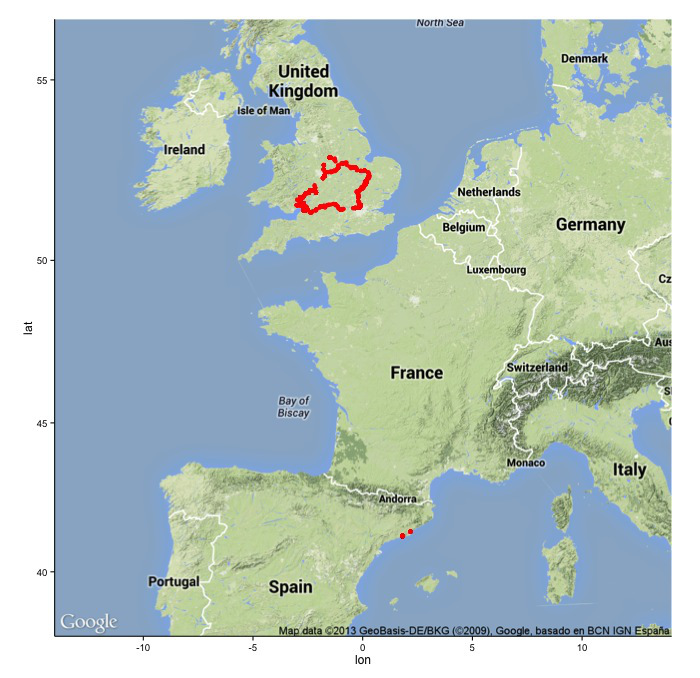 North Sea
Denmark
United
Kingdom
55
Isle of Man
Ireland
Netherlands
Germany
Belgium
50
Luxembourg
Cz
lat
Aus
Switzerland
France
S
Bay of
Biscay
45
Monaco
Italy
Andorra
40
Portugal
Spain
Google
Map data ©2013 GeoBasis-DE/BKG (©2009), Google, basado en BCN IGN España
-10
-5
0
5
10
lon